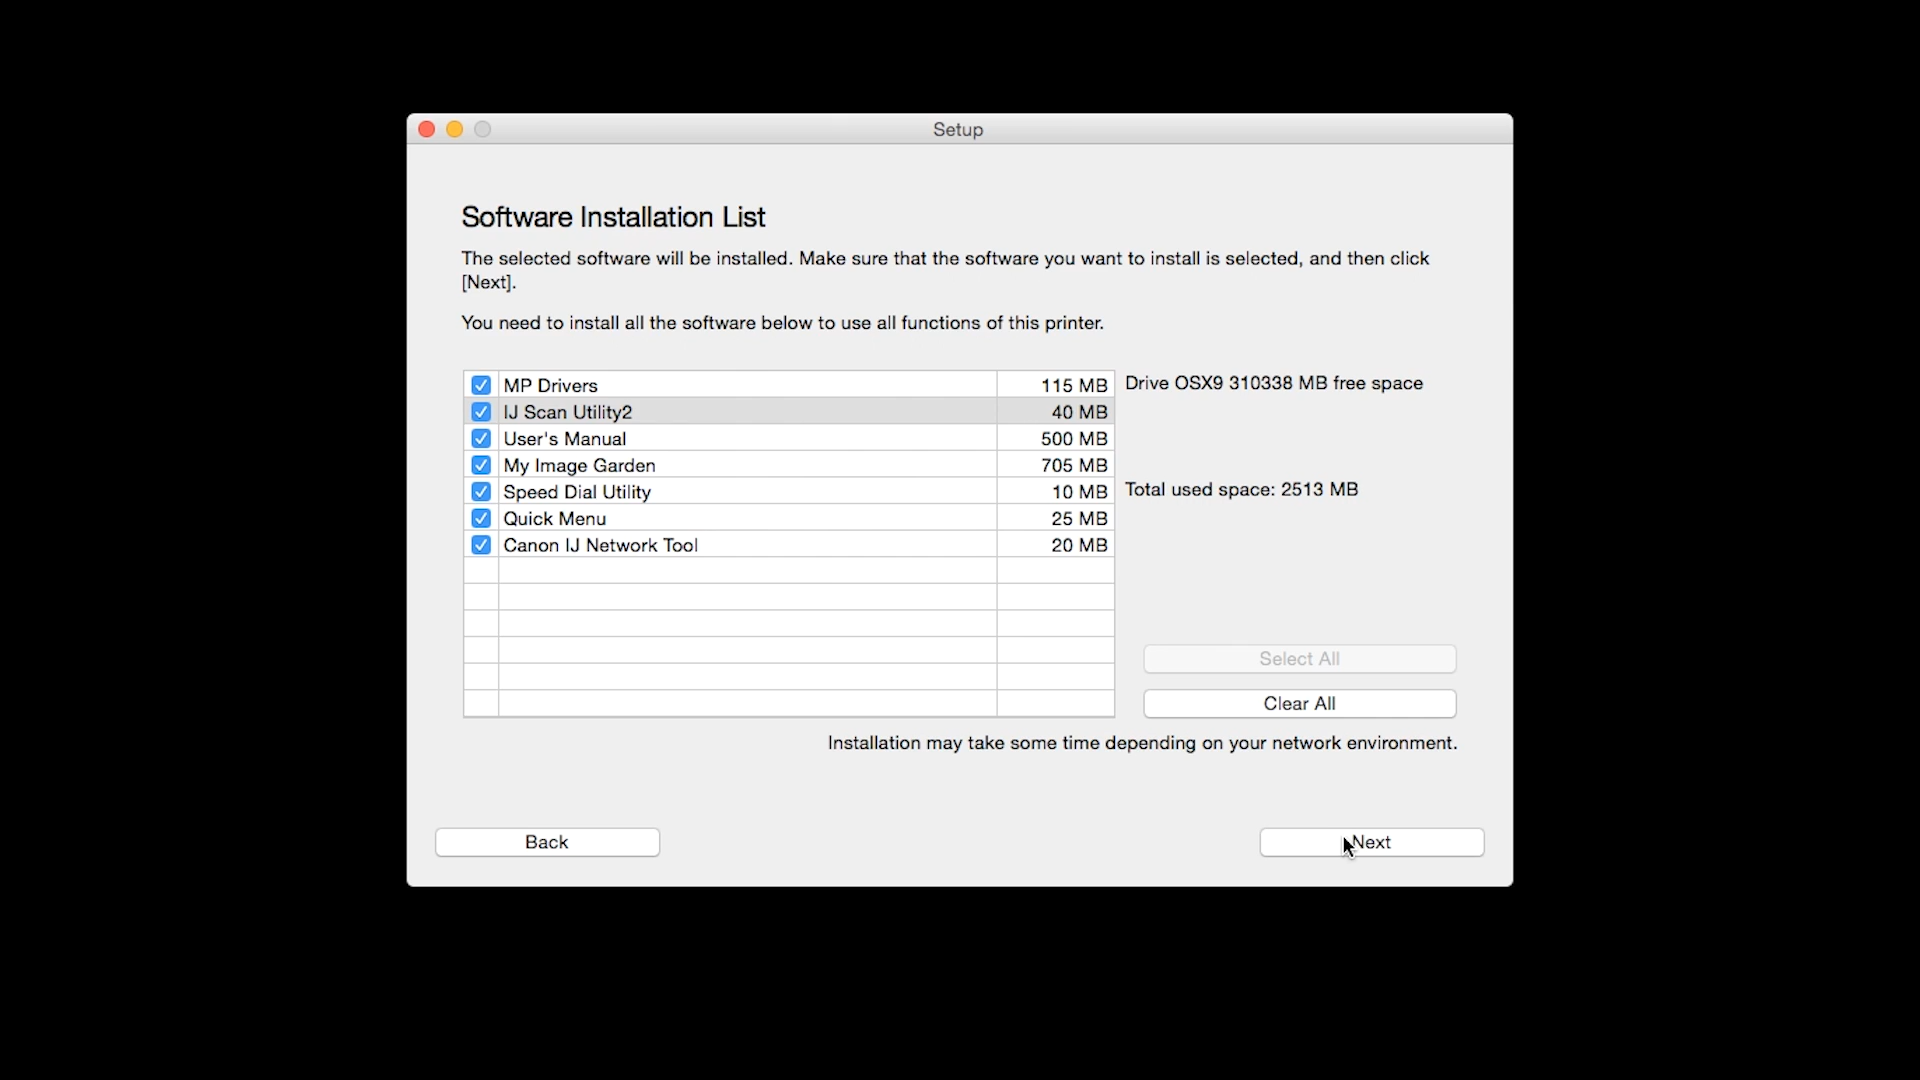 Setup
Software Installation List
The selected software will be installed. Make sure that the software you want to install is selected, and then click
[Next].
You need to install all the software below to use all functions of this printer.
MP Drivers 115 MB
IJ Scan Utility2 40 MB
User's Manual 500 MB
My Image Garden 705 MB
Speed Dial Utility 10 MB
Quick Menu 25 MB
Canon IJ Network Tool 20 MB
Drive OSX9 310338 MB free space
Total used space: 2513 MB
Select All
Clear All
Installation may take some time depending on your network environment.
Back
Next